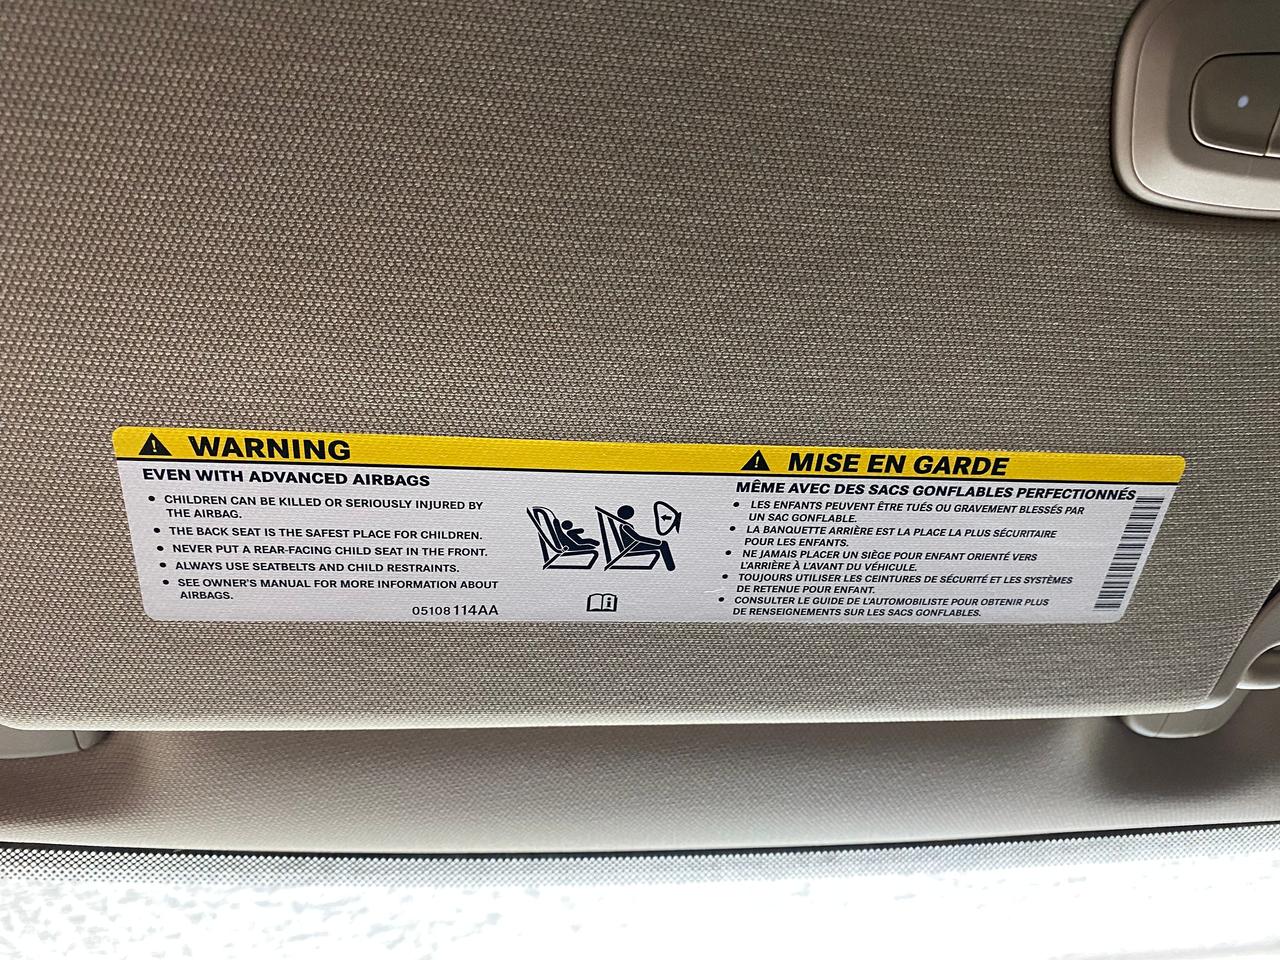 WARNING
EVEN WITH ADVANCED AIRBAGS
• CHILDREN CAN BE KILLED OR SERIOUSLY INJURED BY
THE AIRBAG.
• THE BACK SEAT IS THE SAFEST PLACE FOR CHILDREN.
• NEVER PUT A REAR-FACING CHILD SEAT IN THE FRONT.
• ALWAYS USE SEATBELTS AND CHILD RESTRAINTS.
• SEE OWNER'S MANUAL FOR MORE INFORMATION ABOUT
AIRBAGS.
05108114AA
MISE EN GARDE
MÊME AVEC DES SACS GONFLABLES PERFECTIONNÉS
• LES ENFANTS PEUVENT ÊTRE TUÉS OU GRAVEMENT BLESSÉS PAR
UN SAC GONFLABLE.
• LA BANQUETTE ARRIÈRE EST LA PLACE LA PLUS SÉCURITAIRE
POUR LES ENFANTS.
• NE JAMAIS PLACER UN SIÈGE POUR ENFANT ORIENTÉ VERS
L'ARRIÈRE À L'AVANT DU VÉHICULE.
• TOUJOURS UTILISER LES CEINTURES DE SÉCURITÉ ET LES SYSTÈMES
DE RETENUE POUR ENFANT.
• CONSULTER LE GUIDE DE L'AUTOMOBILISTE POUR OBTENIR PLUS
DE RENSEIGNEMENTS SUR LES SACS GONFLABLES.